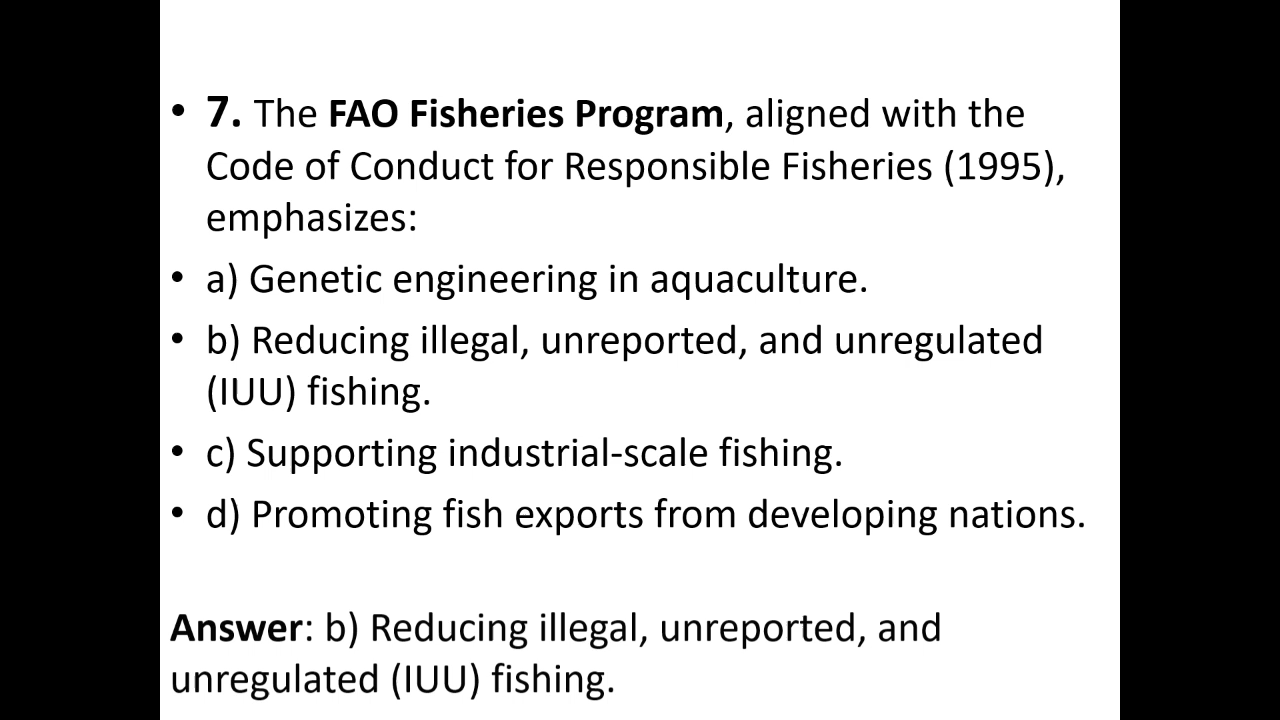 • 7. The FAO Fisheries Program, aligned with the
Code of Conduct for Responsible Fisheries (1995),
emphasizes:
• a) Genetic engineering in aquaculture.
• b) Reducing illegal, unreported, and unregulated
(IUU) fishing.
• c) Supporting industrial-scale fishing.
• d) Promoting fish exports from developing nations.
Answer: b) Reducing illegal, unreported, and
unregulated (IUU) fishing.